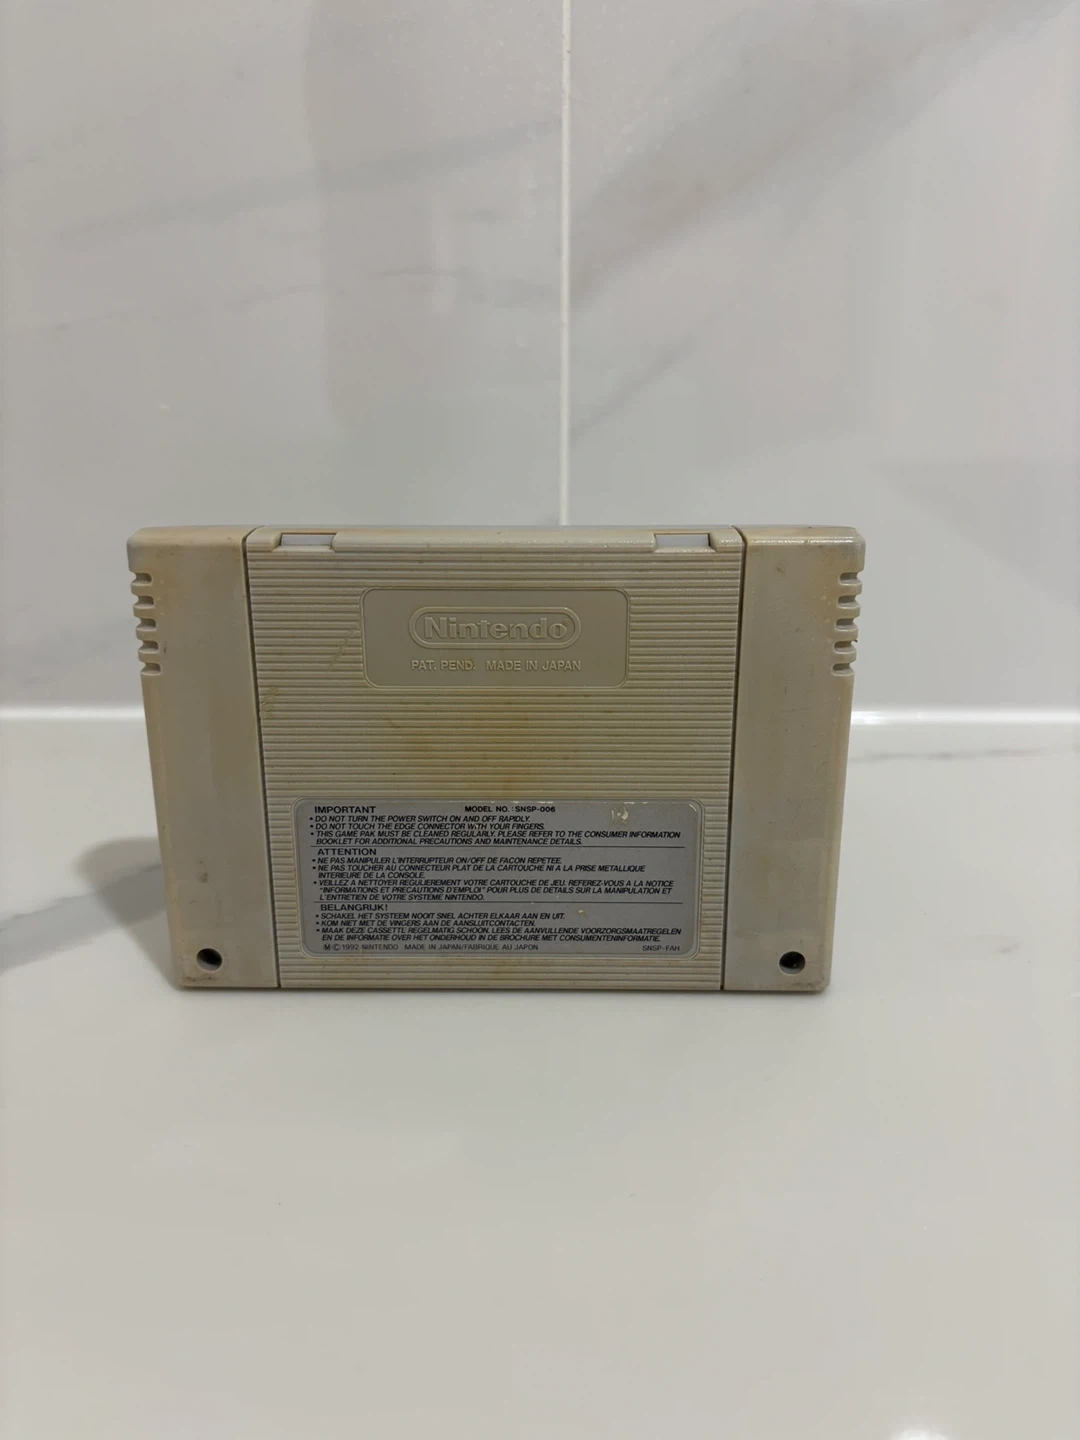 Nintendo
PAT. PEND. MADE IN JAPAN
IMPORTANT MODEL NO. : SNSP-006
• DO NOT TURN THE POWER SWITCH ON AND OFF RAPIDLY.
• DO NOT TOUCH THE EDGE CONNECTOR WITH YOUR FINGERS.
• THIS GAME PAK MUST BE CLEANED REGULARLY. PLEASE REFER TO THE CONSUMER INFORMATION
BOOKLET FOR ADDITIONAL PRECAUTIONS AND MAINTENANCE DETAILS.
ATTENTION
• NE PAS MANIPULER L'INTERRUPTEUR ON/OFF DE FACON REPETEE.
• NE PAS TOUCHER AU CONNECTEUR PLAT DE LA CARTOUCHE NI A LA PRISE METALLIQUE
INTERIEURE DE LA CONSOLE.
• VEILLEZ A NETTOYER REGULIEREMENT VOTRE CARTOUCHE DE JEU. REFEREZ-VOUS A LA NOTICE
"INFORMATIONS ET PRECAUTIONS D'EMPLOI" POUR PLUS DE DETAILS SUR LA MANIPULATION ET
L'ENTRETIEN DE VOTRE SYSTEME NINTENDO.
BELANGRIJK!
• SCHAKEL HET SYSTEEM NOOIT SNEL ACHTER ELKAAR AAN EN UIT.
• KOM NIET MET DE VINGERS AAN DE AANSLUITCONTACTEN.
• MAAK DEZE CASSETTE REGELMATIG SCHOON. LEES DE AANVULLENDE VOORZORGSMAATREGELEN
EN DE INFORMATIE OVER HET ONDERHOUD IN DE BROCHURE MET CONSUMENTENINFORMATIE.
M © 1992 NINTENDO MADE IN JAPAN/FABRIQUE AU JAPON SNSP-FAH